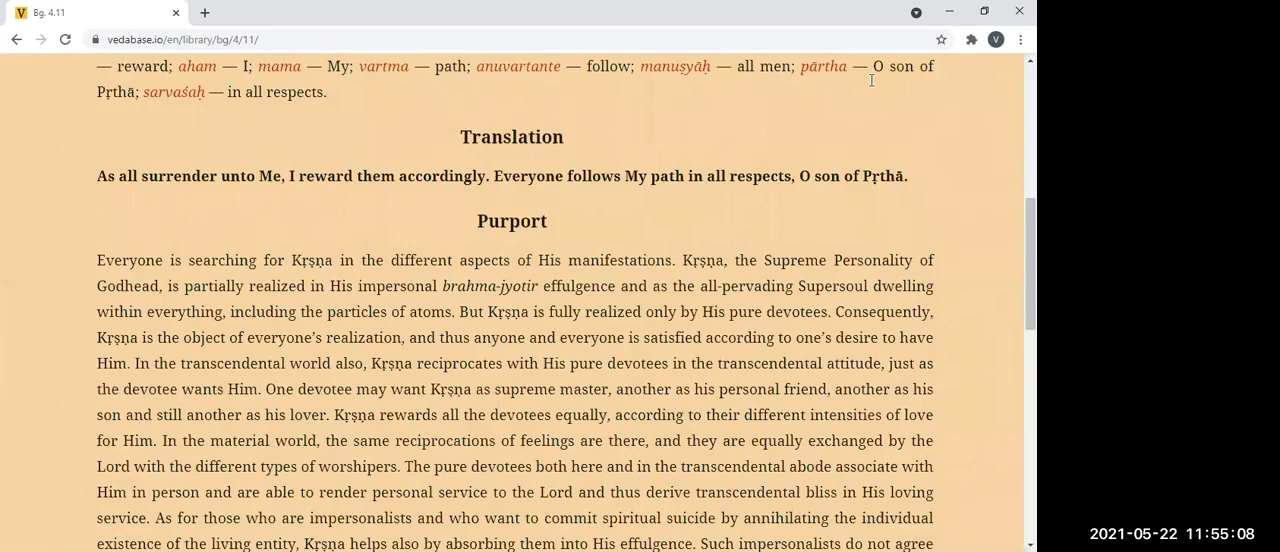 Bg. 4.11
vedabase.io/en/library/bg/4/11/
V
— reward; aham — I; mama — My; vartma — path; anuvartante — follow; manuṣyāḥ — all men; pārtha — O son of
Pṛthā; sarvaśaḥ — in all respects.
Translation
As all surrender unto Me, I reward them accordingly. Everyone follows My path in all respects, O son of Pṛthā.
Purport
Everyone is searching for Kṛṣṇa in the different aspects of His manifestations. Kṛṣṇa, the Supreme Personality of
Godhead, is partially realized in His impersonal brahma-jyotir effulgence and as the all-pervading Supersoul dwelling
within everything, including the particles of atoms. But Kṛṣṇa is fully realized only by His pure devotees. Consequently,
Kṛṣṇa is the object of everyone’s realization, and thus anyone and everyone is satisfied according to one’s desire to have
Him. In the transcendental world also, Kṛṣṇa reciprocates with His pure devotees in the transcendental attitude, just as
the devotee wants Him. One devotee may want Kṛṣṇa as supreme master, another as his personal friend, another as his
son and still another as his lover. Kṛṣṇa rewards all the devotees equally, according to their different intensities of love
for Him. In the material world, the same reciprocations of feelings are there, and they are equally exchanged by the
Lord with the different types of worshipers. The pure devotees both here and in the transcendental abode associate with
Him in person and are able to render personal service to the Lord and thus derive transcendental bliss in His loving
service. As for those who are impersonalists and who want to commit spiritual suicide by annihilating the individual
existence of the living entity, Kṛṣṇa helps also by absorbing them into His effulgence. Such impersonalists do not agree
2021-05-22 11:55:08